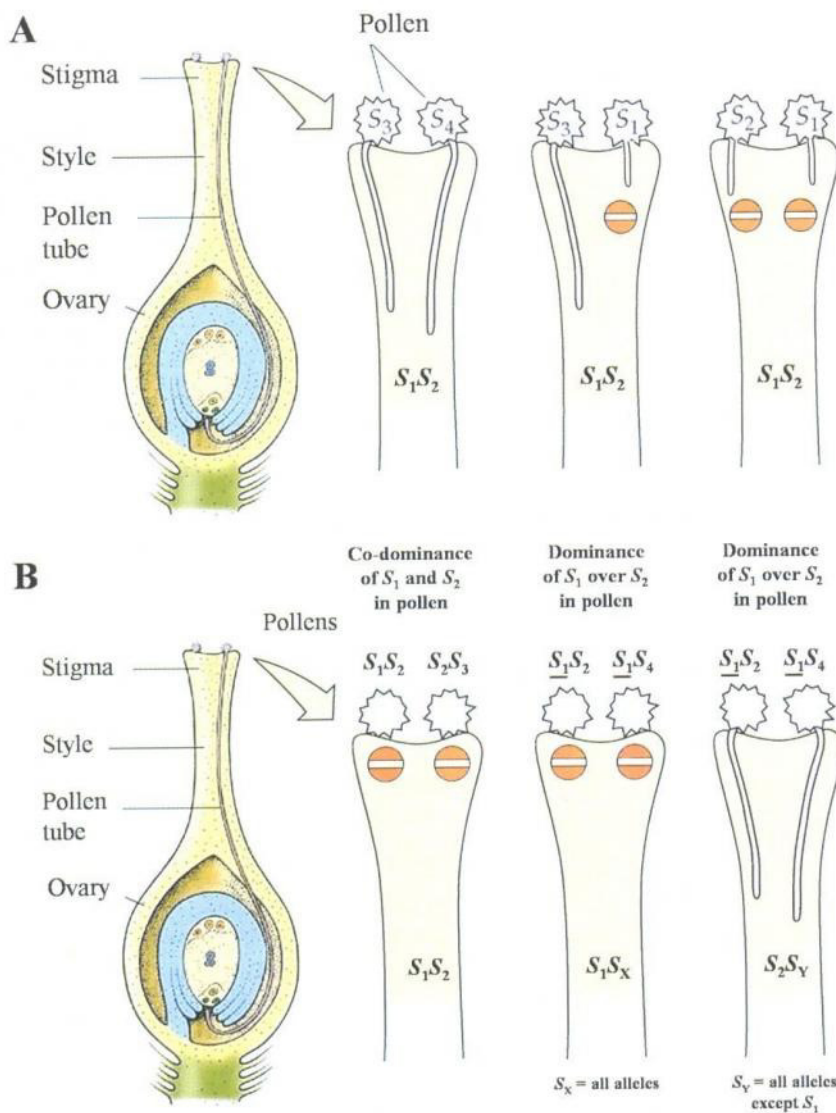 A
Pollen
Stigma
Style
Pollen
tube
Ovary
S₃ S₄
S₁S₂
S₃ S₁
S₁S₂
S₂ S₁
S₁S₂
B
Pollens
Stigma
Style
Pollen
tube
Ovary
Co-dominance
of S₁ and S₂
in pollen
S₁S₂ S₂S₃
S₁S₂
Dominance
of S₁ over S₂
in pollen
S₁S₂ S₁S₄
S₁Sₓ
Sₓ = all alleles
Dominance
of S₁ over S₂
in pollen
S₁S₂ S₁S₄
S₂Sʏ
Sʏ = all alleles
except S₁